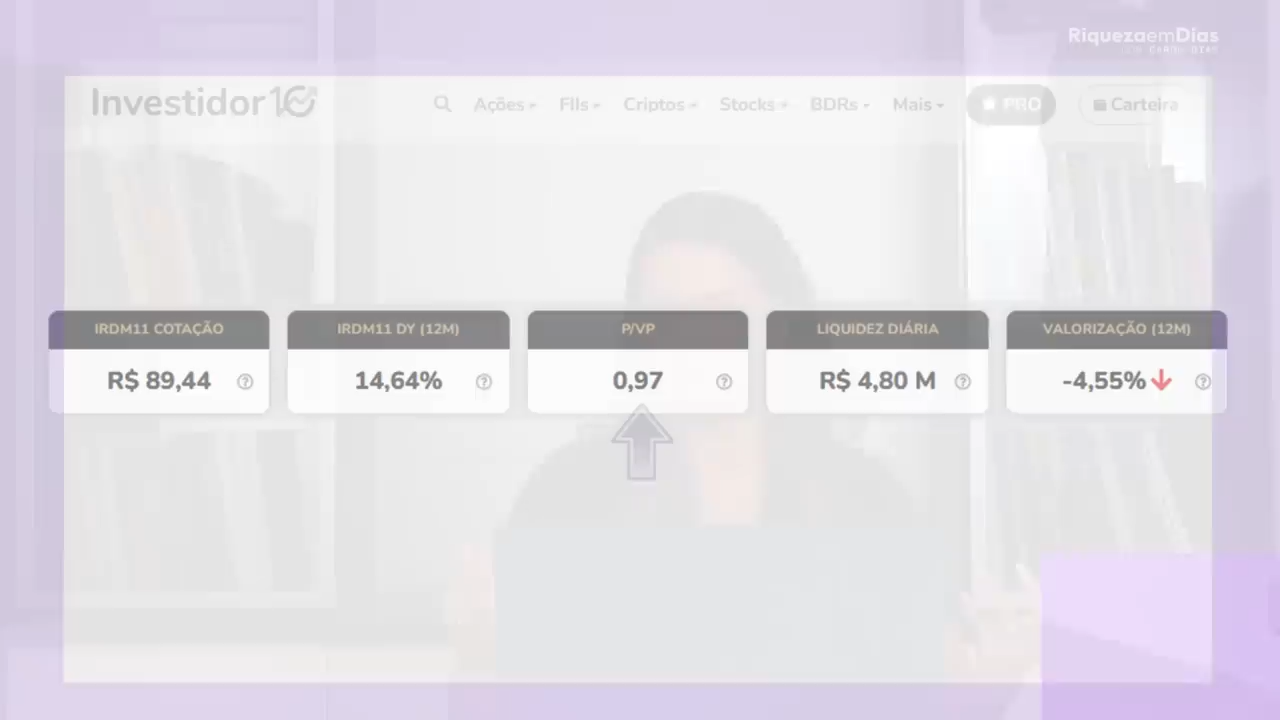 RiquezaemDias
Investidor10
Ações
FIIs
Criptos
Stocks
BDRs
Mais
PRO
Carteira
IRDM11 COTAÇÃO
IRDM11 DY (12M)
P/VP
LIQUIDEZ DIÁRIA
VALORIZAÇÃO (12M)
R$ 89,44
14,64%
0,97
R$ 4,80 M
-4,55%